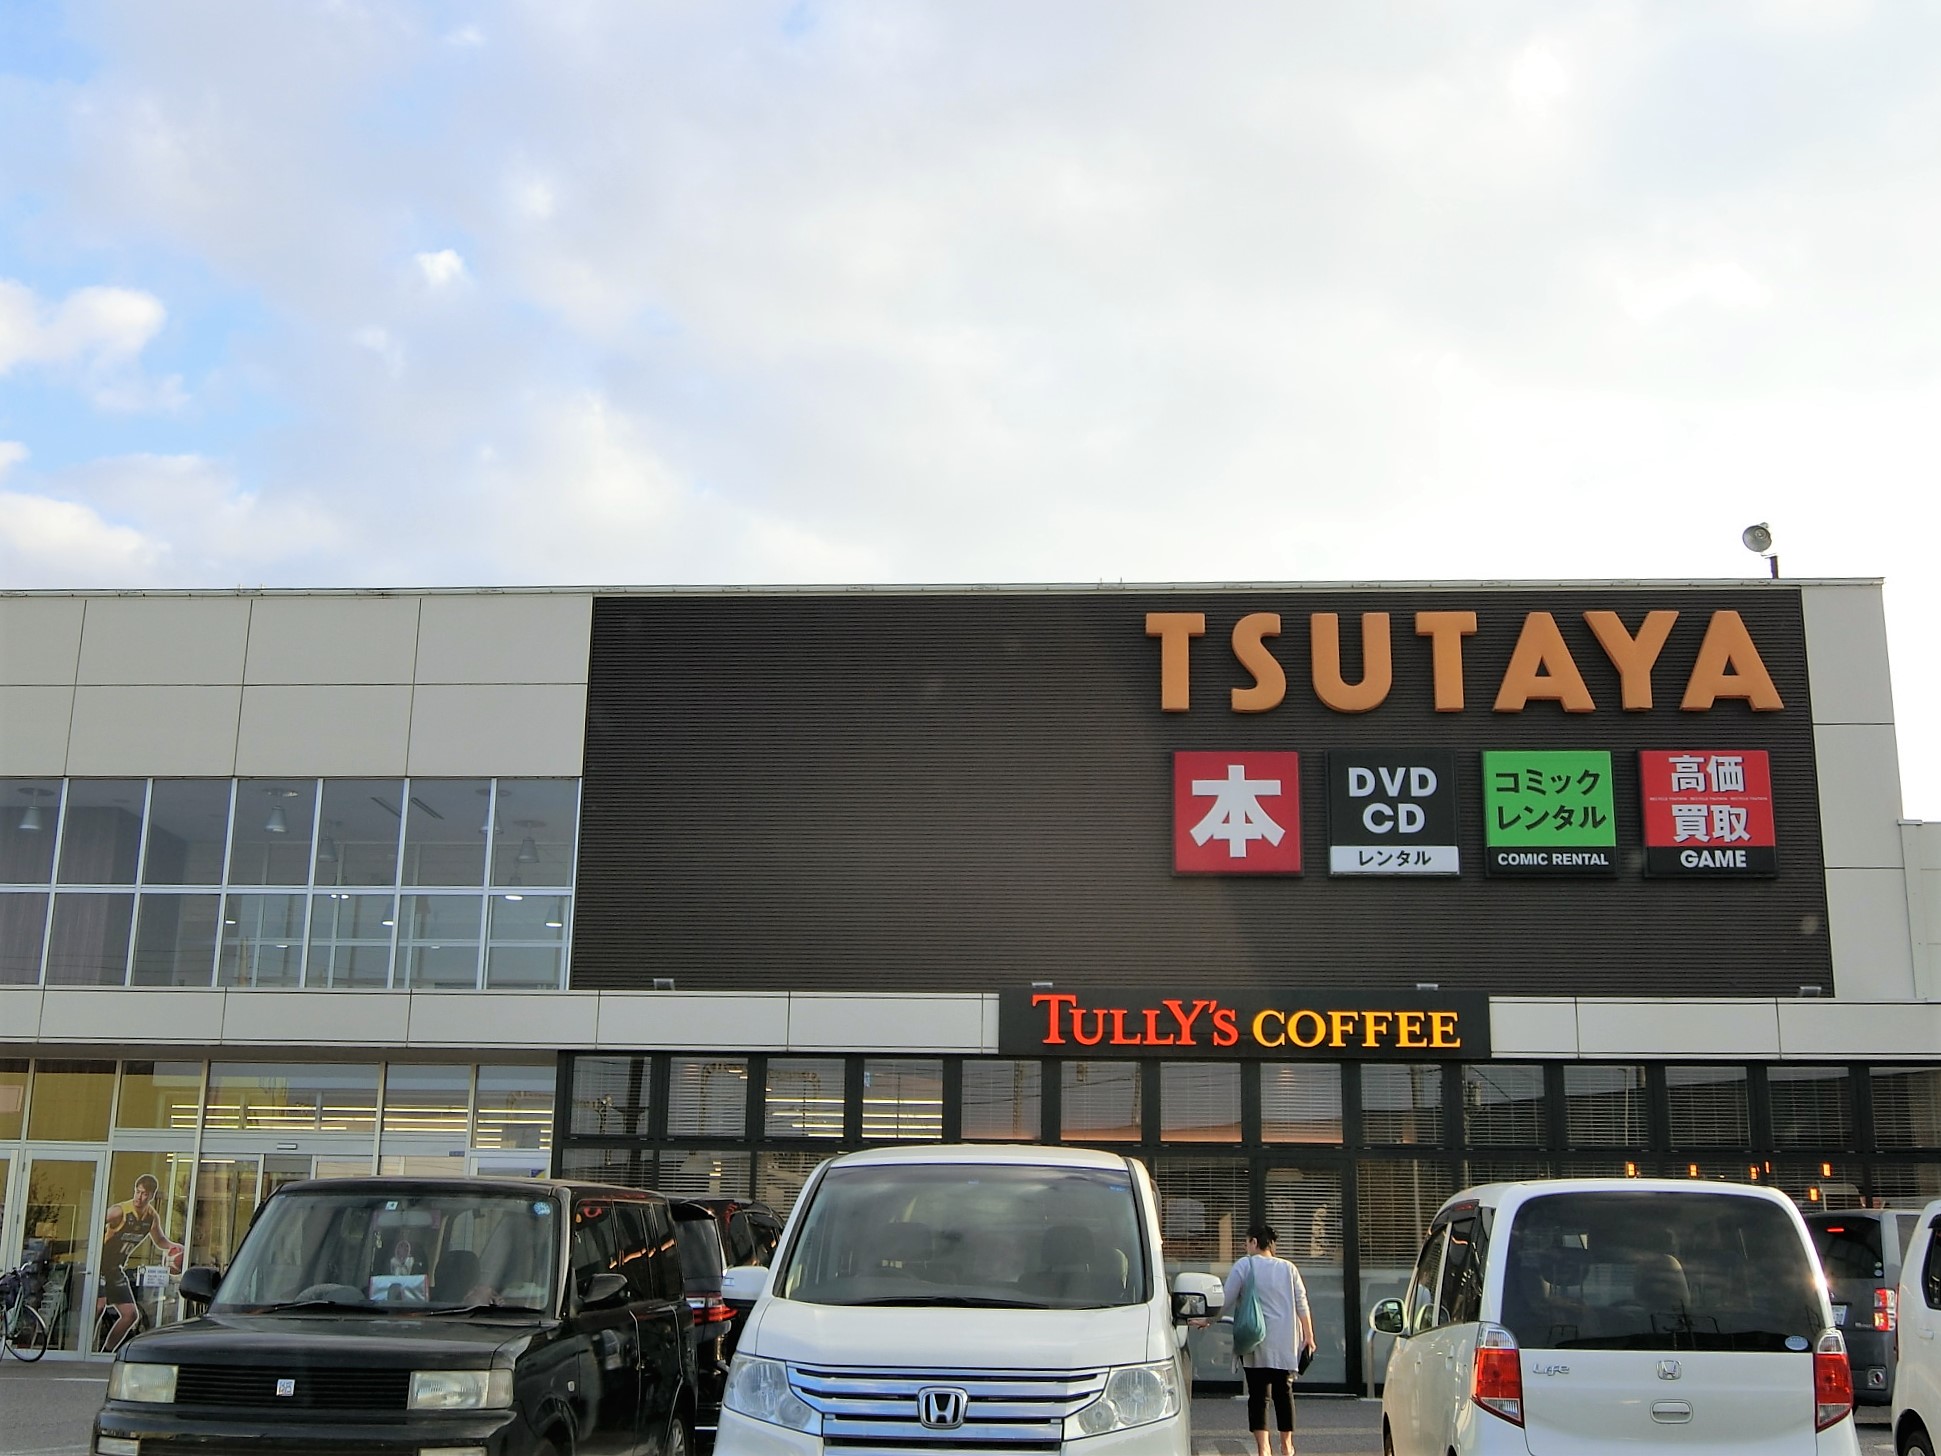 TSUTAYA
本
DVD
CD
レンタル
コミック
レンタル
COMIC RENTAL
高価
買取
GAME
TULLY'S COFFEE
Life